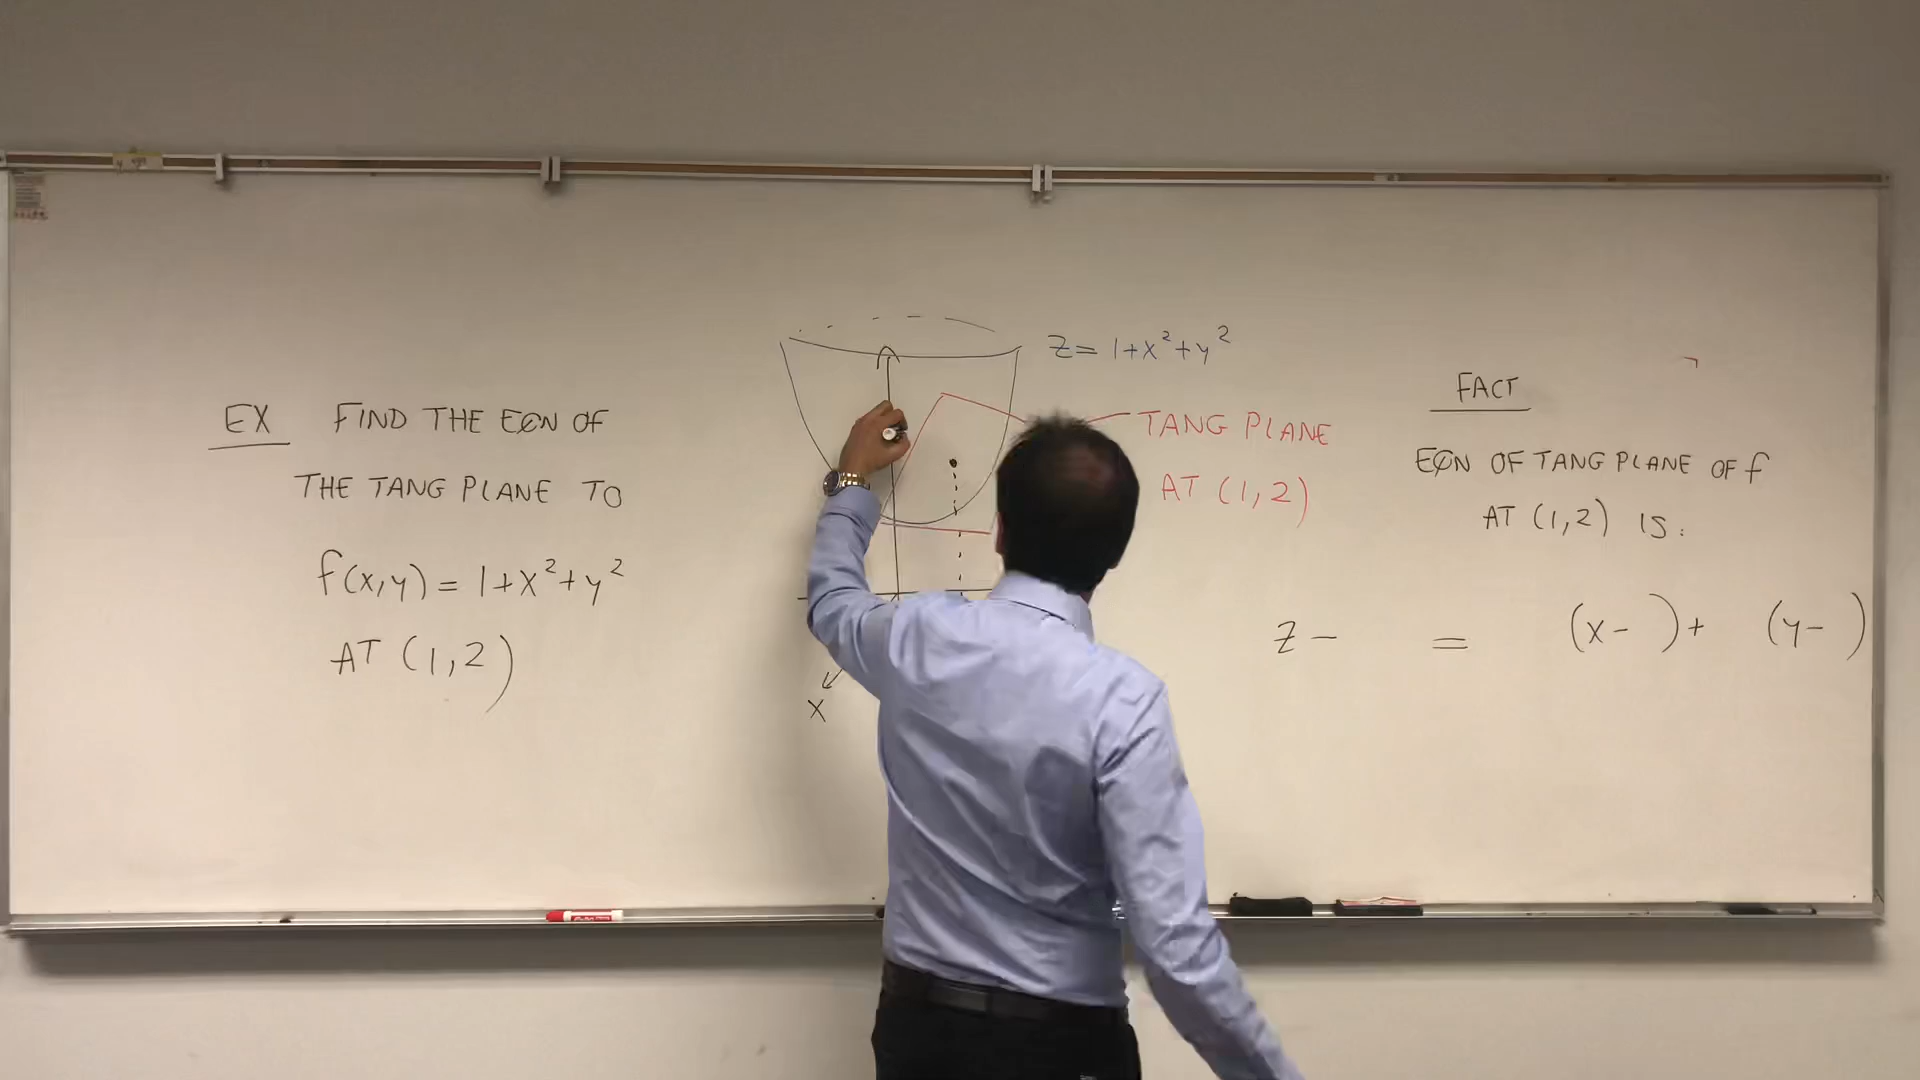 EX FIND THE EQN OF
THE TANG PLANE TO
f(x,y) = 1+x²+y²
AT (1,2)
z = 1+x²+y²
TANG PLANE
AT (1,2)
x
FACT
EQN OF TANG PLANE OF f
AT (1,2) IS:
z - = (x- )+ (y- )